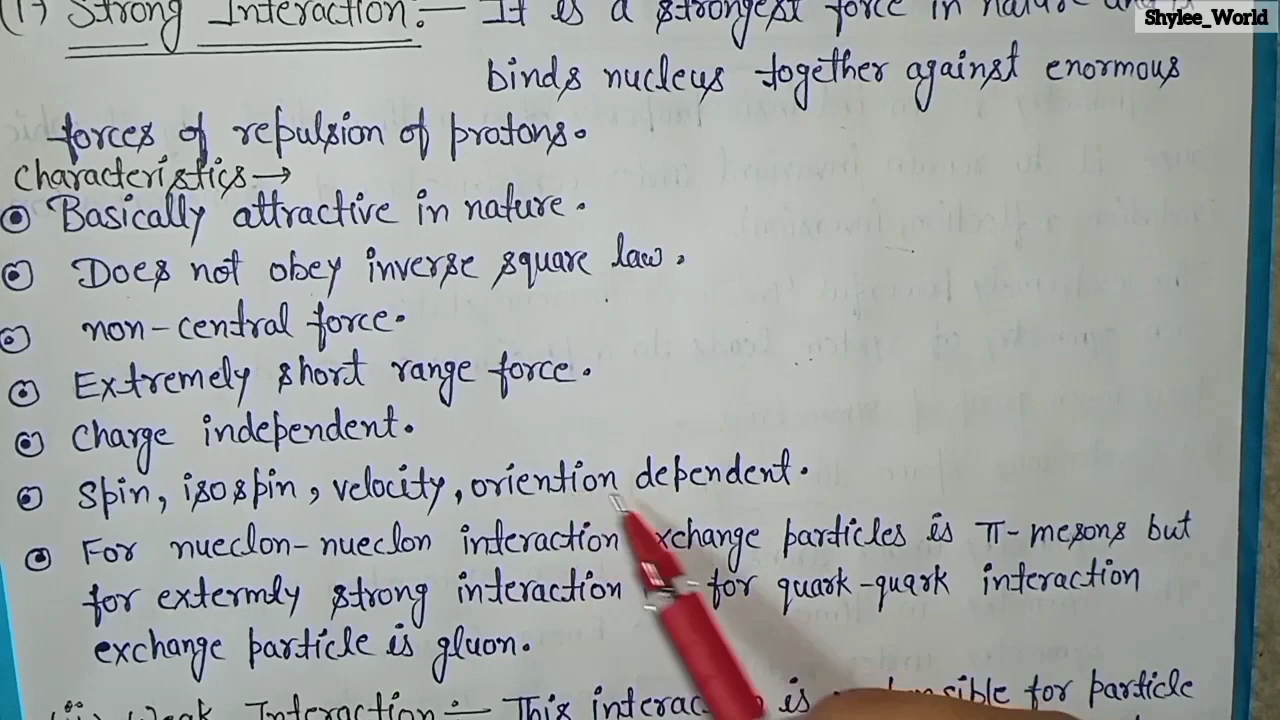 (i) Strong Interaction :- It is a strongest force in nature and it
Shylee_World
binds nucleus together against enormous
forces of repulsion of protons.
Characteristics →
Basically attractive in nature.
Does not obey inverse square law.
non-central force.
Extremely short range force.
Charge independent.
Spin, isospin, velocity, oriention dependent.
For nueclon-nueclon interaction exchange particles is π-mesons but
for extermly strong interaction for quark-quark interaction
exchange particle is gluon.
Weak Interaction :- This is for particle